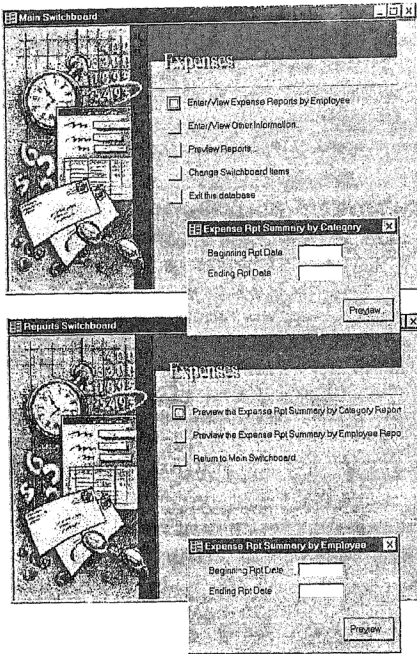 Main Switchboard
Expenses
Enter/View Expense Reports by Employee
Enter/View Other Information...
Preview Reports...
Change Switchboard Items
Exit this database
Expense Rpt Summary by Category
Beginning Rpt Date
Ending Rpt Date
Preview...
Reports Switchboard
Expenses
Preview the Expense Rpt Summary by Category Report
Preview the Expense Rpt Summary by Employee Repo
Return to Main Switchboard
Expense Rpt Summary by Employee
Beginning Rpt Date
Ending Rpt Date
Preview...